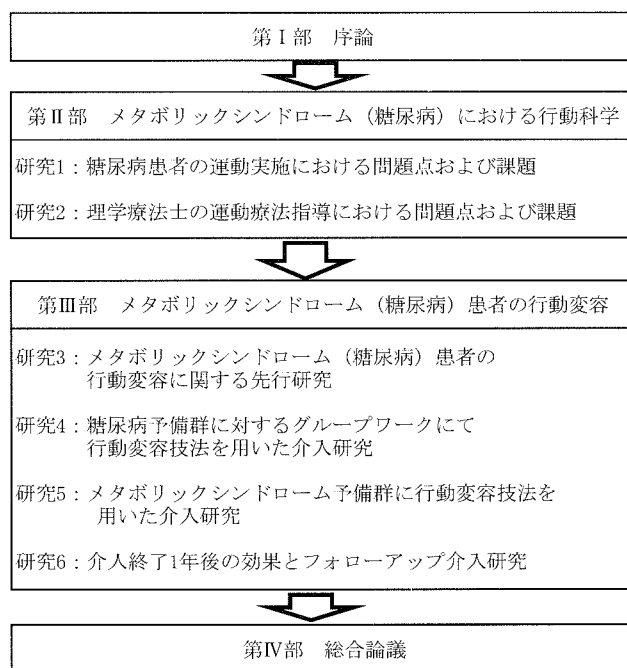 第Ⅰ部 序論
第Ⅱ部 メタボリックシンドローム（糖尿病）における行動科学
研究1：糖尿病患者の運動実施における問題点および課題
研究2：理学療法士の運動療法指導における問題点および課題
第Ⅲ部 メタボリックシンドローム（糖尿病）患者の行動変容
研究3：メタボリックシンドローム（糖尿病）患者の
行動変容に関する先行研究
研究4：糖尿病予備群に対するグループワークにて
行動変容技法を用いた介入研究
研究5：メタボリックシンドローム予備群に行動変容技法を
用いた介入研究
研究6：介人終了1年後の効果とフォローアップ介入研究
第Ⅳ部 総合論議